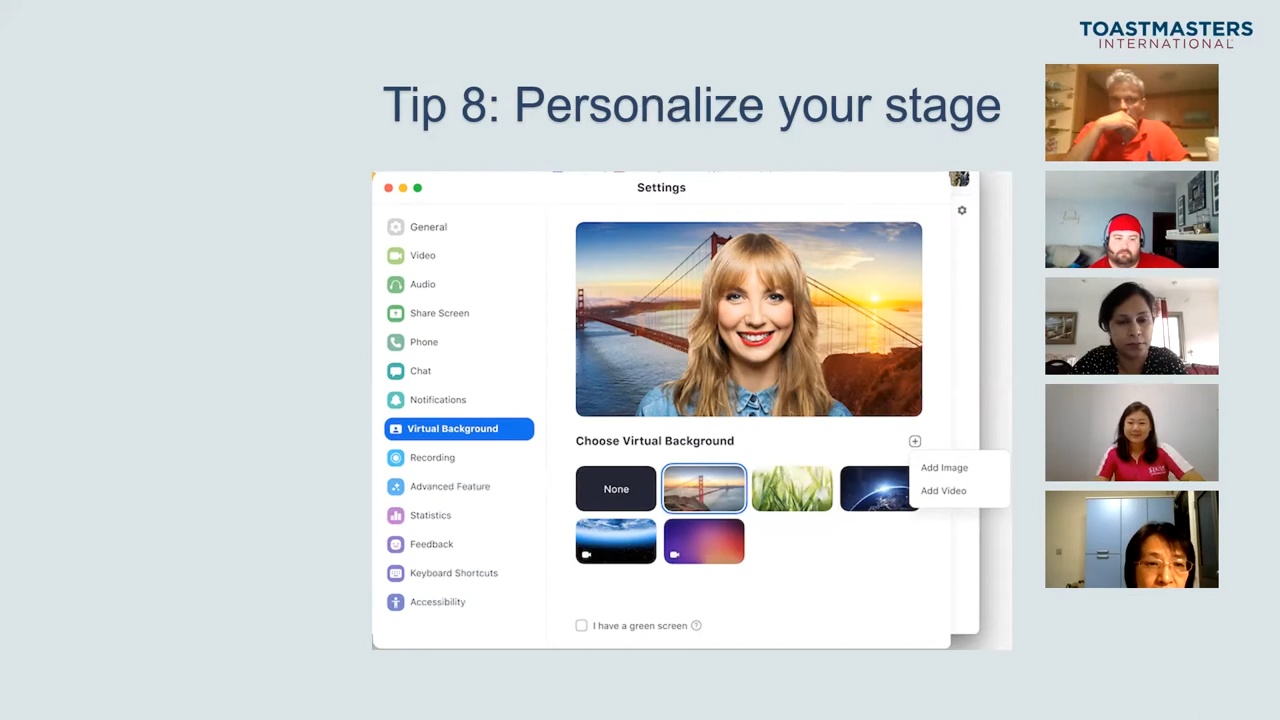 TOASTMASTERS
INTERNATIONAL
Tip 8: Personalize your stage
Settings
General
Video
Audio
Share Screen
Phone
Chat
Notifications
Virtual Background
Recording
Advanced Feature
Statistics
Feedback
Keyboard Shortcuts
Accessibility
Choose Virtual Background
Add Image
Add Video
None
I have a green screen ?